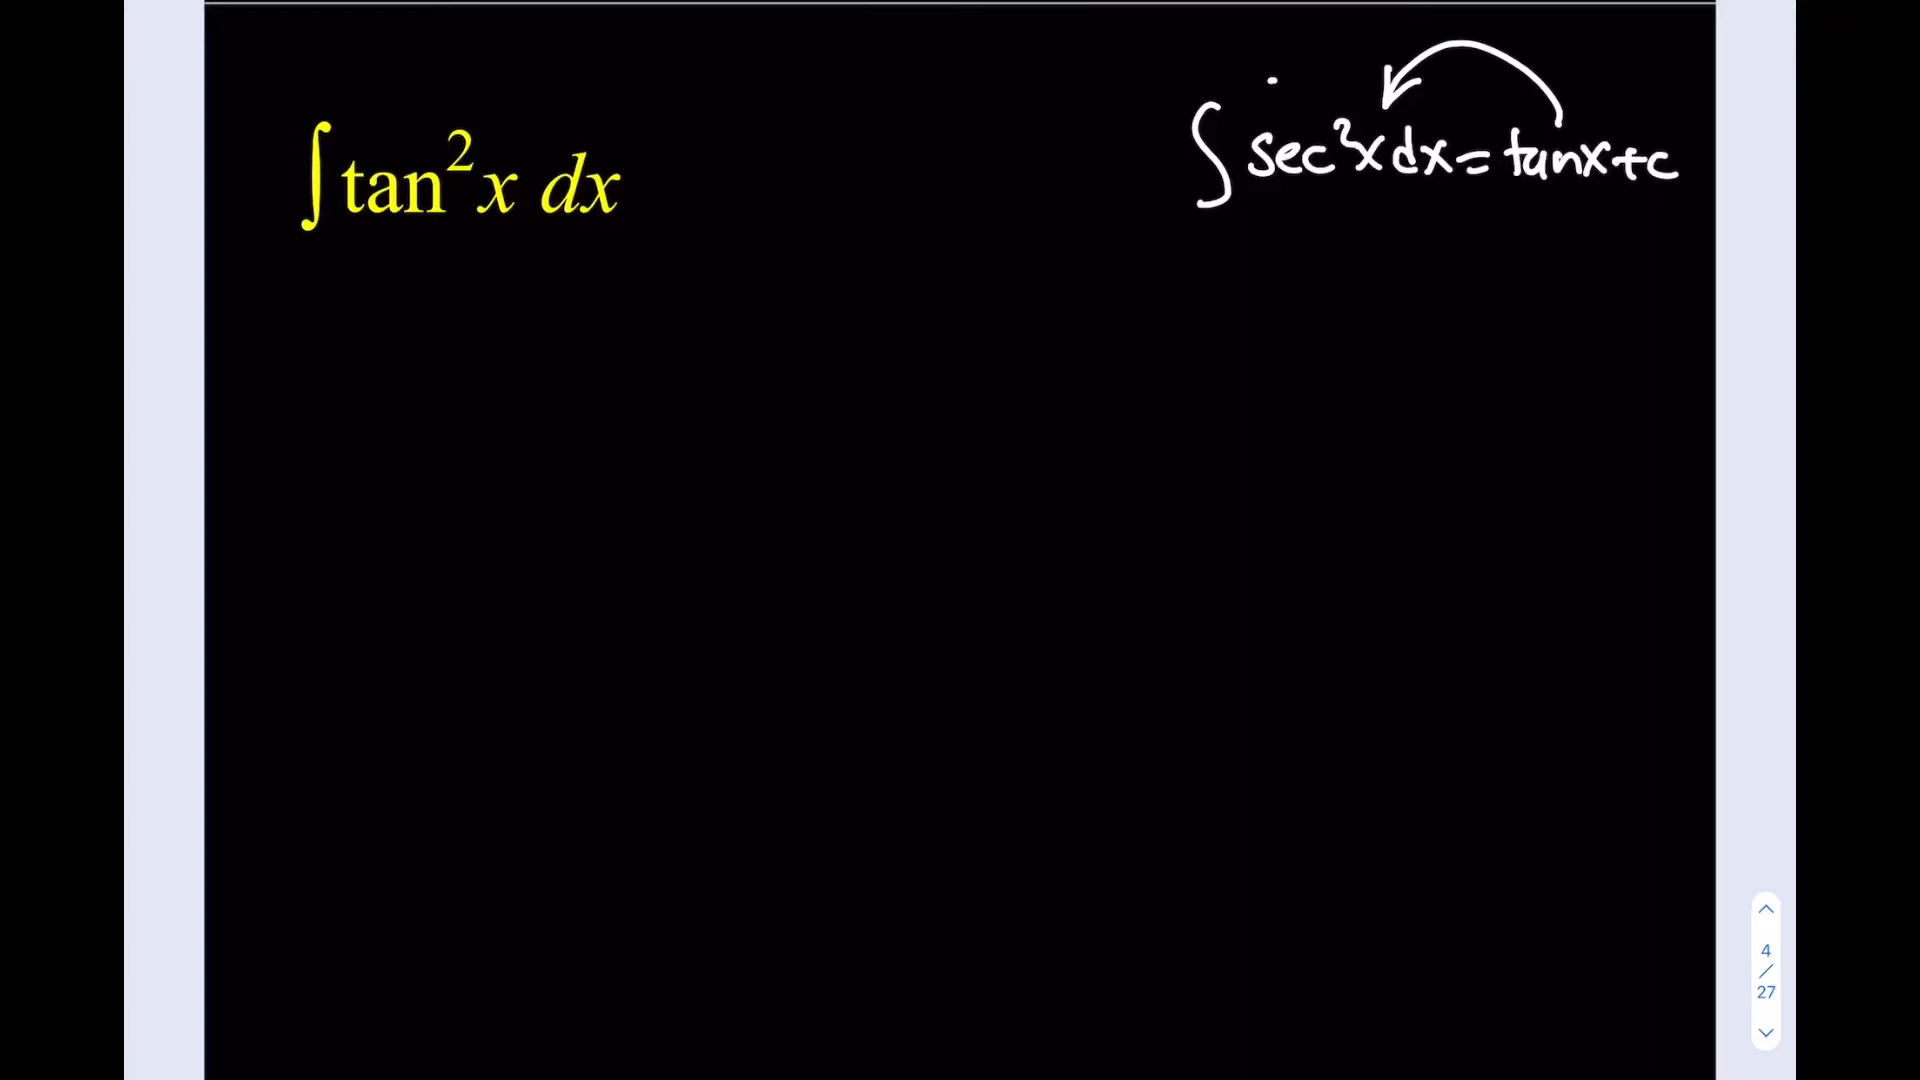 ∫ tan²x dx
∫ sec²x dx = tanx + c
4
/
27